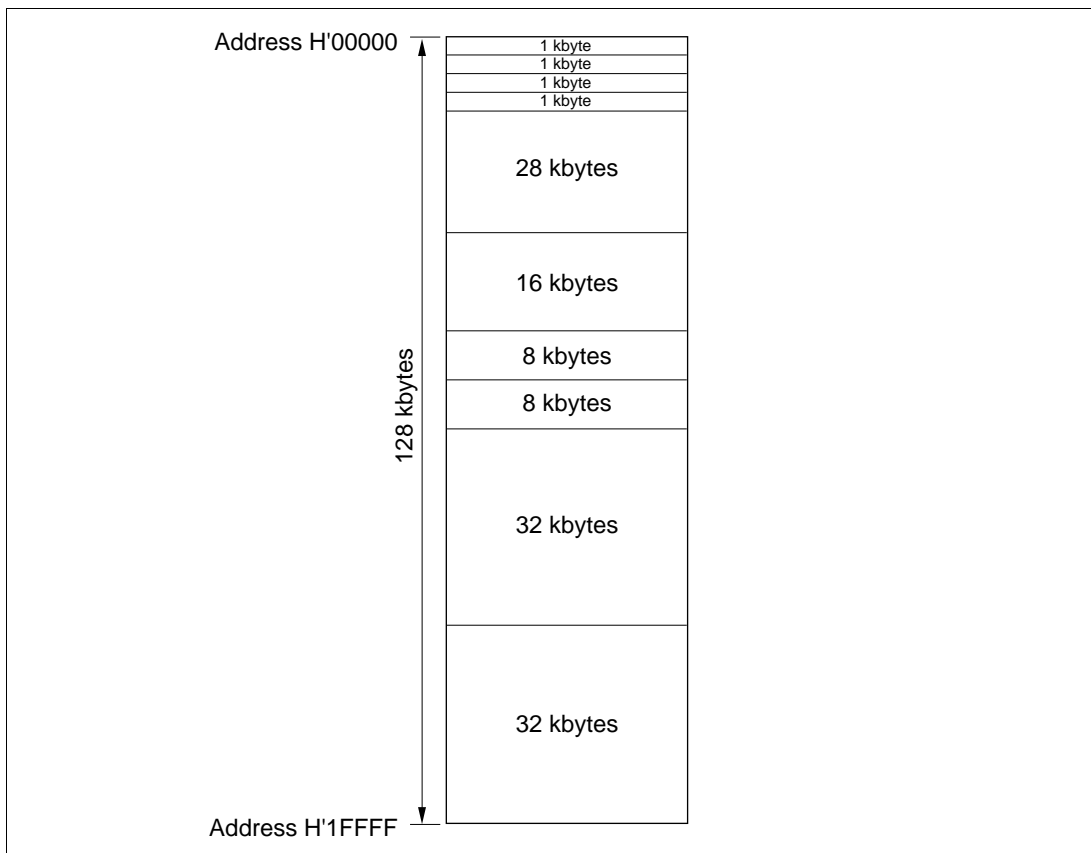 Address H'00000
1 kbyte
1 kbyte
1 kbyte
1 kbyte
28 kbytes
16 kbytes
8 kbytes
8 kbytes
128 kbytes
32 kbytes
32 kbytes
Address H'1FFFF